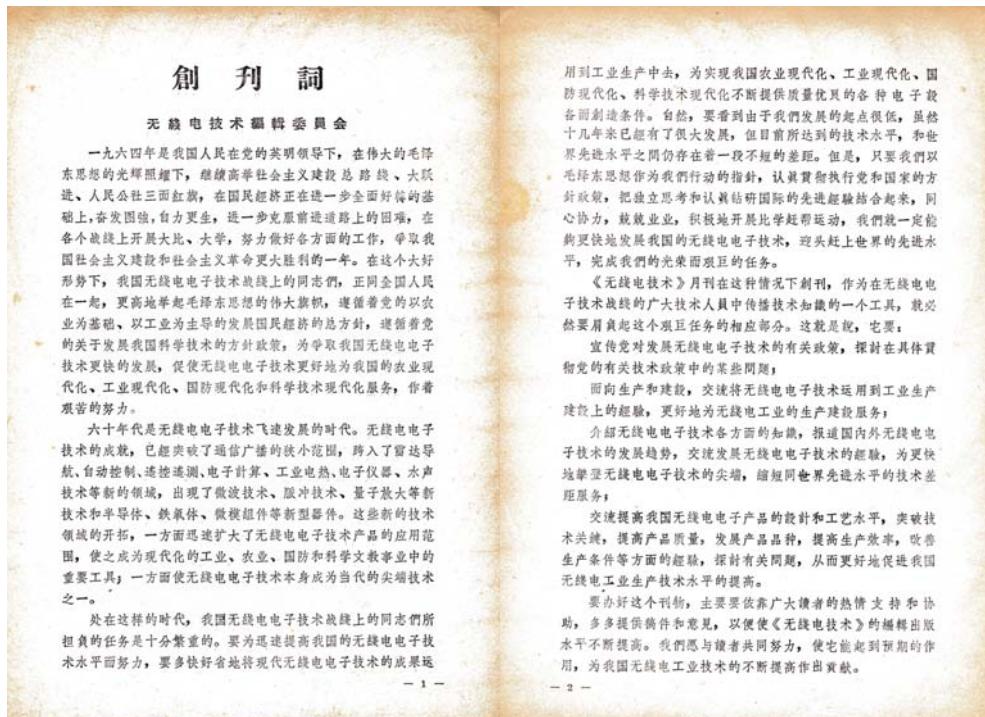 創刊詞
无綫电技术編輯委員会
一九六四年是我国人民在党的英明领导下，在伟大的毛泽
东思想的光輝照耀下，继續高举社会主义建設总路綫、大跃
进、人民公社三面紅旗，在国民經济正在进一步全面好轉的基
础上，奋发图強，自力更生，进一步克服前进道路上的困难，在
各个战綫上开展大比、大学，努力做好各方面的工作，爭取我
国社会主义建設和社会主义革命更大胜利的一年。在这个大好
形势下，我国无綫电电子技术战綫上的同志們，正同全国人民
在一起，更高地举起毛泽东思想的伟大旗帜，遵循着党的以农
业为基础、以工业为主导的发展国民經济的总方針，遵循着党
的关于发展我国科学技术的方針政策，为爭取我国无綫电电子
技术更快的发展，促使无綫电电子技术更好地为我国的农业现
代化、工业现代化、国防现代化和科学技术现代化服务，作着
艰苦的努力。
六十年代是无綫电电子技术飞速发展的时代。无綫电电子
技术的成就，已經突破了通信广播的狹小范围，跨入了雷达导
航、自动控制、遙控遙測、电子計算、工业电热、电子仪器、水声
技术等新的領域，出现了微波技术、脈冲技术、量子放大等新
技术和半导体、鉄氧体、微模組件等新型器件。这些新的技术
領域的开拓，一方面迅速扩大了无綫电电子技术产品的应用范
围，使之成为现代化的工业、农业、国防和科学文教事业中的
重要工具；一方面使无綫电电子技术本身成为当代的尖端技术
之一。
处在这样的时代，我国无綫电电子技术战綫上的同志們所
担負的任务是十分繁重的。要为迅速提高我国的无綫电电子技
术水平而努力，要多快好省地将现代无綫电电子技术的成果运
— 1 —
用到工业生产中去，为实现我国农业现代化、工业现代化、国
防现代化、科学技术现代化不断提供质量优良的各种电子設
备而創造条件。自然，要看到由于我們发展的起点很低，虽然
十几年来已經有了很大发展，但目前所达到的技术水平，和世
界先进水平之間仍存在着一段不短的差距。但是，只要我們以
毛泽东思想作为我們行动的指針，认眞貫彻执行党和国家的方
針政策，把独立思考和认眞钻研国际的先进經驗結合起来，同
心协力，兢兢业业，积极地开展比学赶帮运动，我們就一定能
夠更快地发展我国的无綫电电子技术，迎头赶上世界的先进水
平，完成我們的光荣而艰巨的任务。
《无綫电技术》月刊在这种情况下創刊，作为在无綫电电
子技术战綫的广大技术人員中传播技术知識的一个工具，就必
然要肩負起这个艰巨任务的相应部分。这就是說，它要：
宣传党对发展无綫电电子技术的有关政策，探討在具体貫
彻党的有关技术政策中的某些問題；
面向生产和建設，交流将无綫电电子技术运用到工业生产
建設上的經驗，更好地为无綫电工业的生产建設服务；
介紹无綫电电子技术各方面的知識，报道国内外无綫电电
子技术的发展趋势，交流发展无綫电电子技术的經驗，为更快
地攀登无綫电电子技术的尖端，縮短同世界先进水平的技术差
距服务；
交流提高我国无綫电电子产品的設計和工艺水平，突破技
术关键，提高产品质量，发展产品品种，提高生产效率，改善
生产条件等方面的經驗，探討有关問題，从而更好地促进我国
无綫电工业生产技术水平的提高。
要办好这个刊物，主要要依靠广大讀者的热情支持和协
助，多多提供稿件和意見，以便使《无綫电技术》的編輯出版
水平不断提高。我們愿与讀者共同努力，使它能起到預期的作
用，为我国无綫电工业技术的不断提高作出貢献。
— 2 —